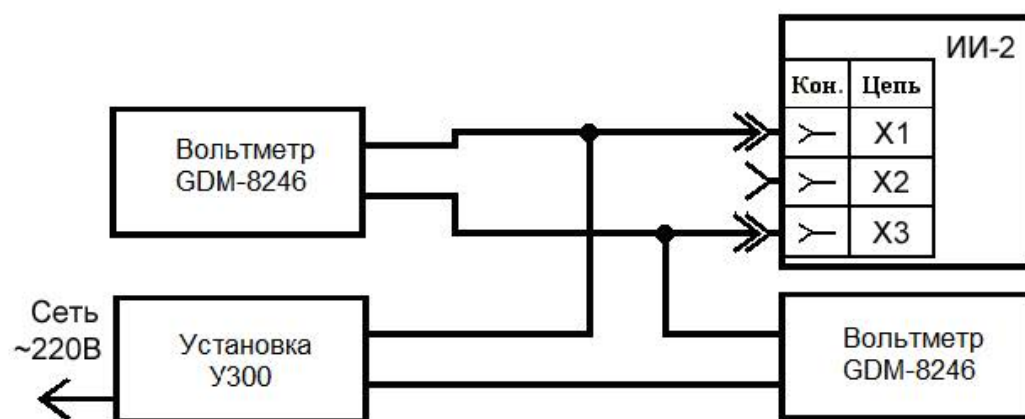 ИИ-2
Кон. Цепь
X1
X2
X3
Вольтметр
GDM-8246
Сеть
~220В
Установка
У300
Вольтметр
GDM-8246